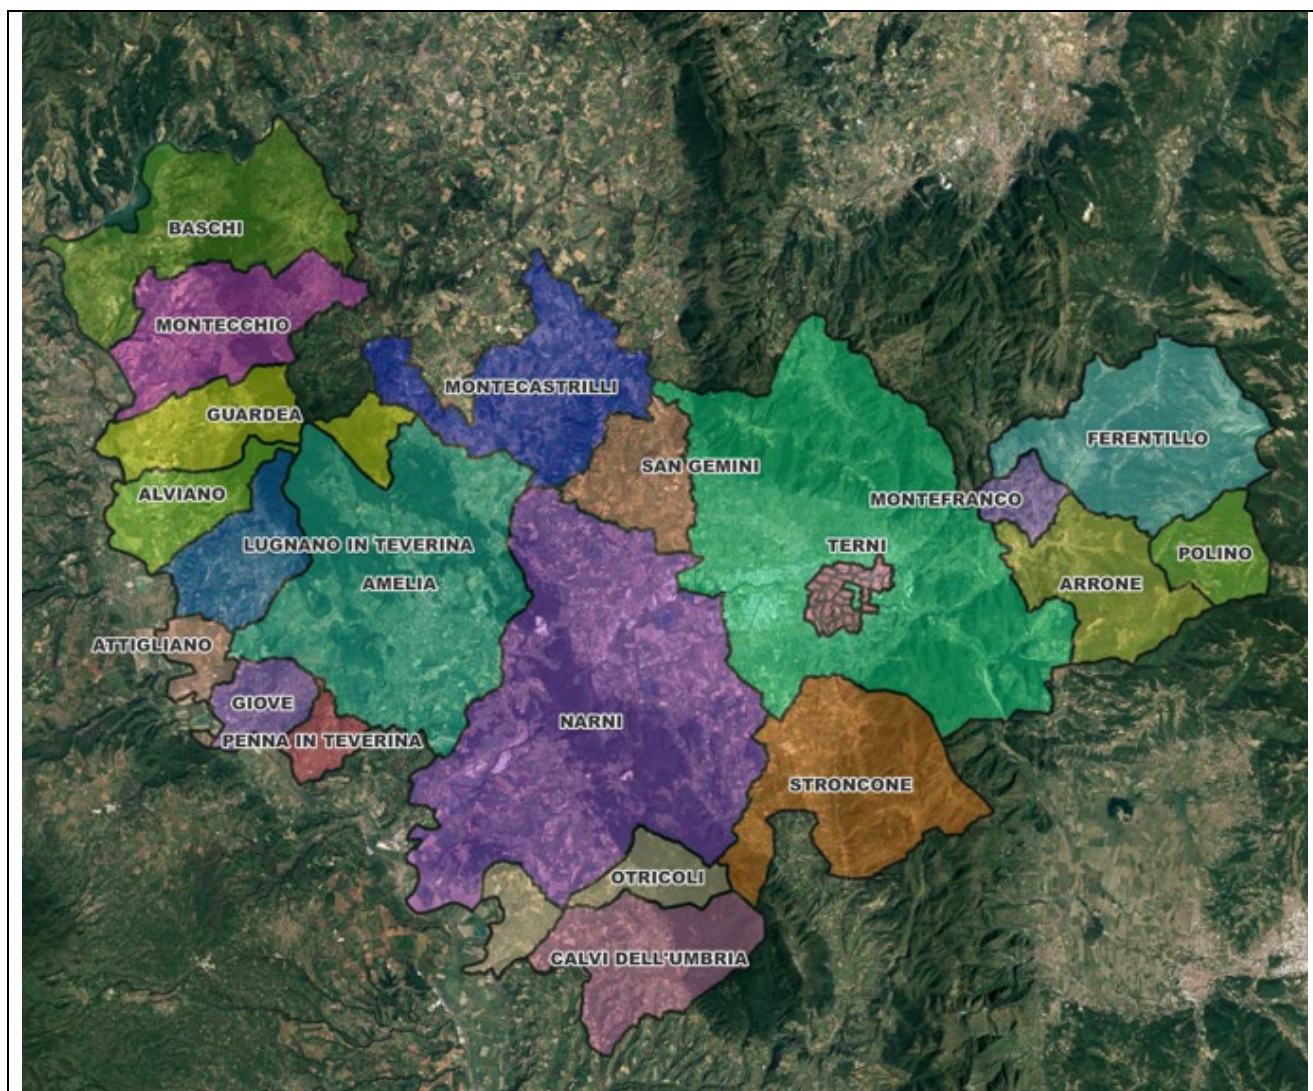 BASCHI
MONTECCHIO
MONTECASTRILLI
GUARDEA
FERENTILLO
SAN GEMINI
ALVIANO
MONTEFRANCO
LUGNANO IN TEVERINA
TERNI
POLINO
AMELIA
ARRONE
ATTIGLIANO
GIOVE
NARNI
PENNA IN TEVERINA
STRONCONE
OTRICOLI
CALVI DELL'UMBRIA